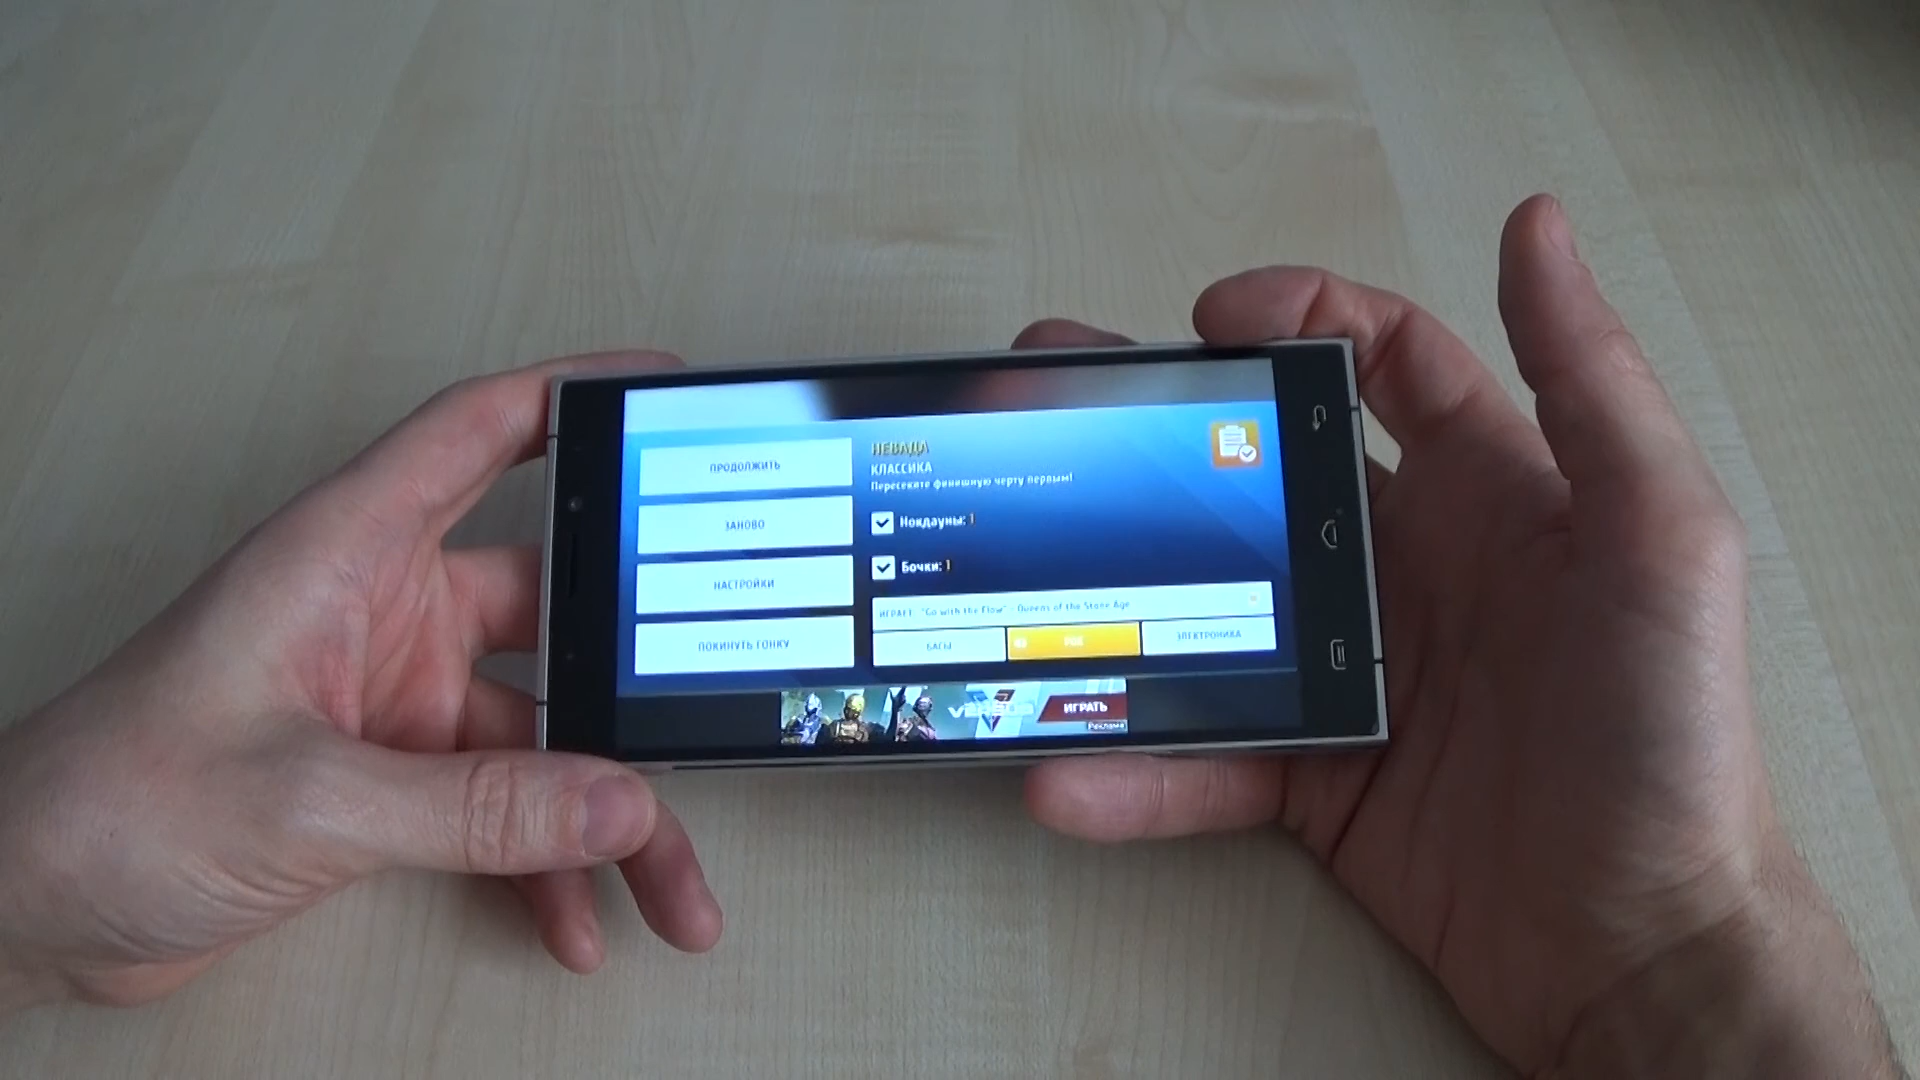 ПРОДОЛЖИТЬ
ЗАНОВО
НАСТРОЙКИ
ПОКИНУТЬ ГОНКУ
НЕВАДА
КЛАССИКА
Пересеките финишную черту первым!
Нокдауны: 1
Бочки: 1
ИГРАЕТ: "Go with the Flow" - Queens of the Stone Age
БАСЫ
РОК
ЭЛЕКТРОНИКА
ИГРАТЬ
Реклама